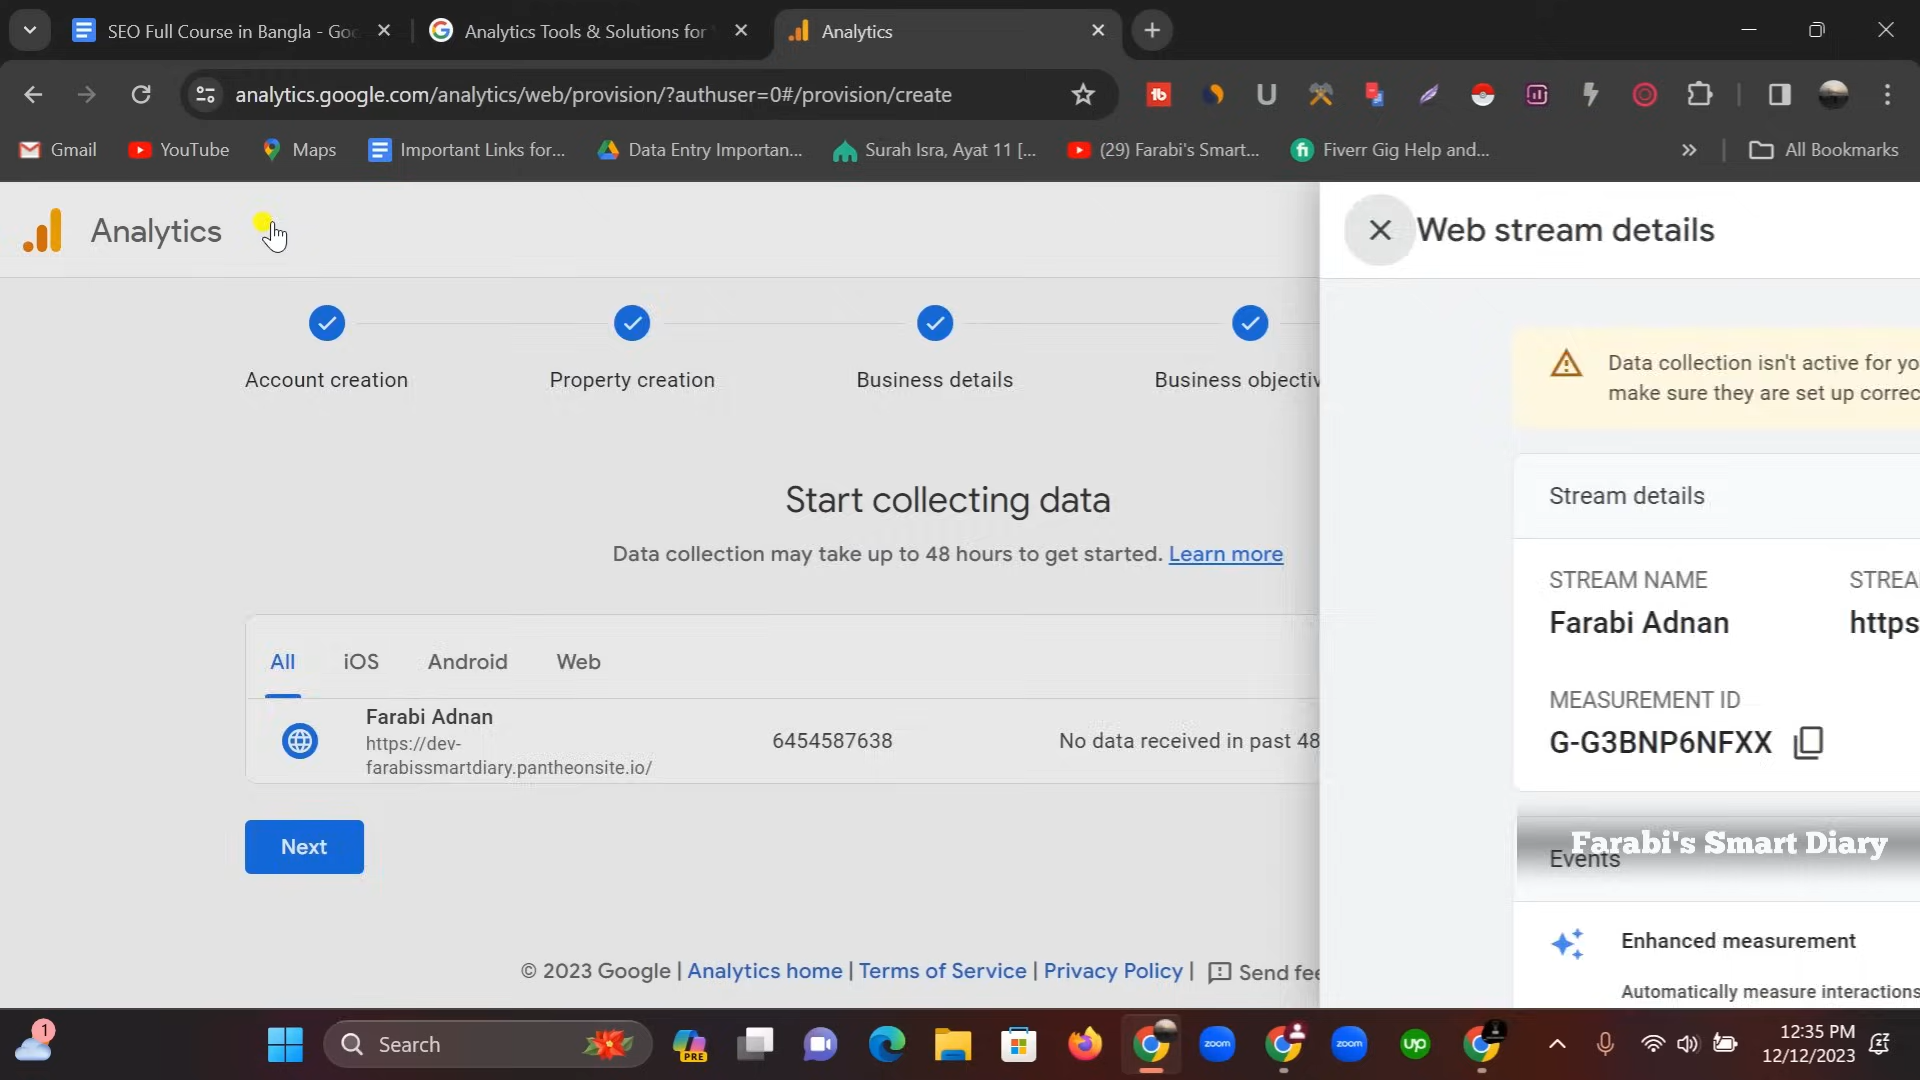 SEO Full Course in Bangla - Goo
Analytics Tools & Solutions for
Analytics
analytics.google.com/analytics/web/provision/?authuser=0#/provision/create
Gmail
YouTube
Maps
Important Links for...
Data Entry Importan...
Surah Isra, Ayat 11 [...
(29) Farabi's Smart...
Fiverr Gig Help and...
All Bookmarks
Analytics
Web stream details
Account creation
Property creation
Business details
Business objectiv
Data collection isn't active for yo
make sure they are set up correc
Start collecting data
Data collection may take up to 48 hours to get started. Learn more
Stream details
STREAM NAME
STREA
Farabi Adnan
https
MEASUREMENT ID
G-G3BNP6NFXX
All
iOS
Android
Web
Farabi Adnan
https://dev-
farabissmartdiary.pantheonsite.io/
6454587638
No data received in past 48
Next
Farabi's Smart Diary
Events
Enhanced measurement
Automatically measure interactions
© 2023 Google | Analytics home | Terms of Service | Privacy Policy | Send fee
1
Search
PRE
zoom
zoom
up
12:35 PM
12/12/2023